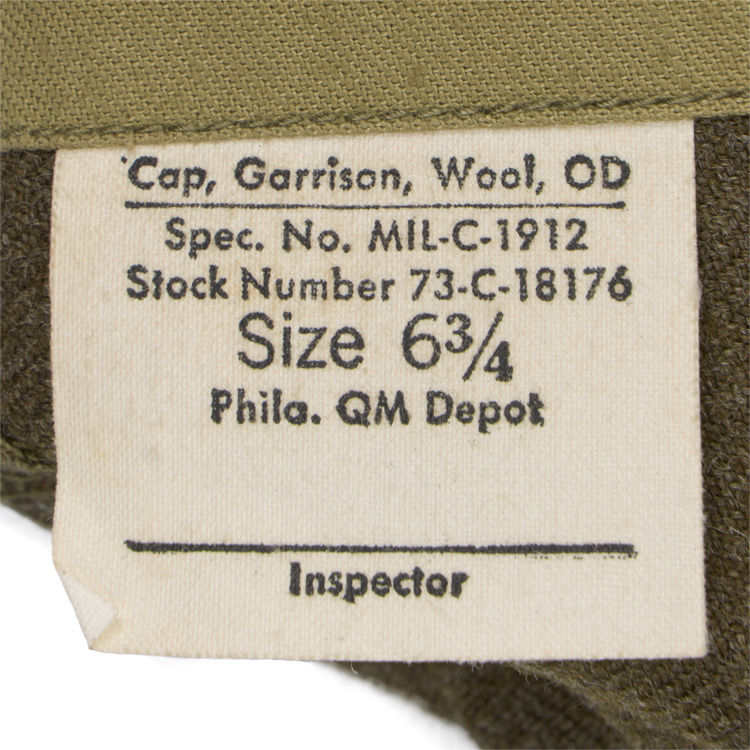 Cap, Garrison, Wool, OD
Spec. No. MIL-C-1912
Stock Number 73-C-18176
Size 6¾
Phila. QM Depot
Inspector